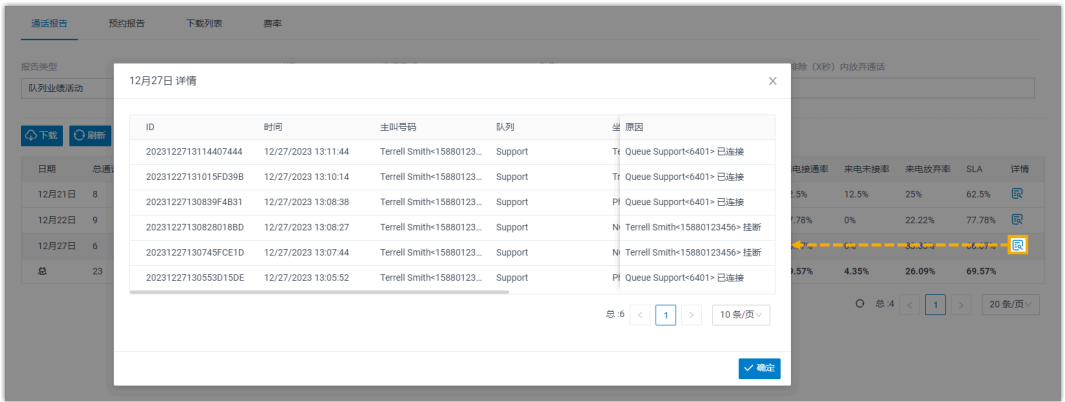 通话报告 预约报告 下载列表 费率
报告类型
内放弃通话
队列业绩活动
12月27日 详情
下载 刷新
ID 时间 主叫号码 队列 原因
2023122713114407444 12/27/2023 13:11:44 Terrell Smith<15880123... Support Queue Support<6401> 已连接
20231227131015FD39B 12/27/2023 13:10:14 Terrell Smith<15880123... Support Queue Support<6401> 已连接
20231227130839F4B31 12/27/2023 13:08:38 Terrell Smith<15880123... Support Queue Support<6401> 已连接
20231227130828018BD 12/27/2023 13:08:27 Terrell Smith<15880123... Support Terrell Smith<15880123456> 挂断
20231227130745FCE1D 12/27/2023 13:07:44 Terrell Smith<15880123... Support Terrell Smith<15880123456> 挂断
20231227130553D15DE 12/27/2023 13:05:52 Terrell Smith<15880123... Support Queue Support<6401> 已连接
总 :6 < 1 > 10 条/页
确定
日期 电接通率 来电未接率 来电放弃率 SLA 详情
12月21日 8 12.5% 25% 62.5%
12月22日 9 0% 22.22% 77.78%
12月27日 6
总 23 4.35% 26.09% 69.57%
总 :4 < 1 > 20 条/页